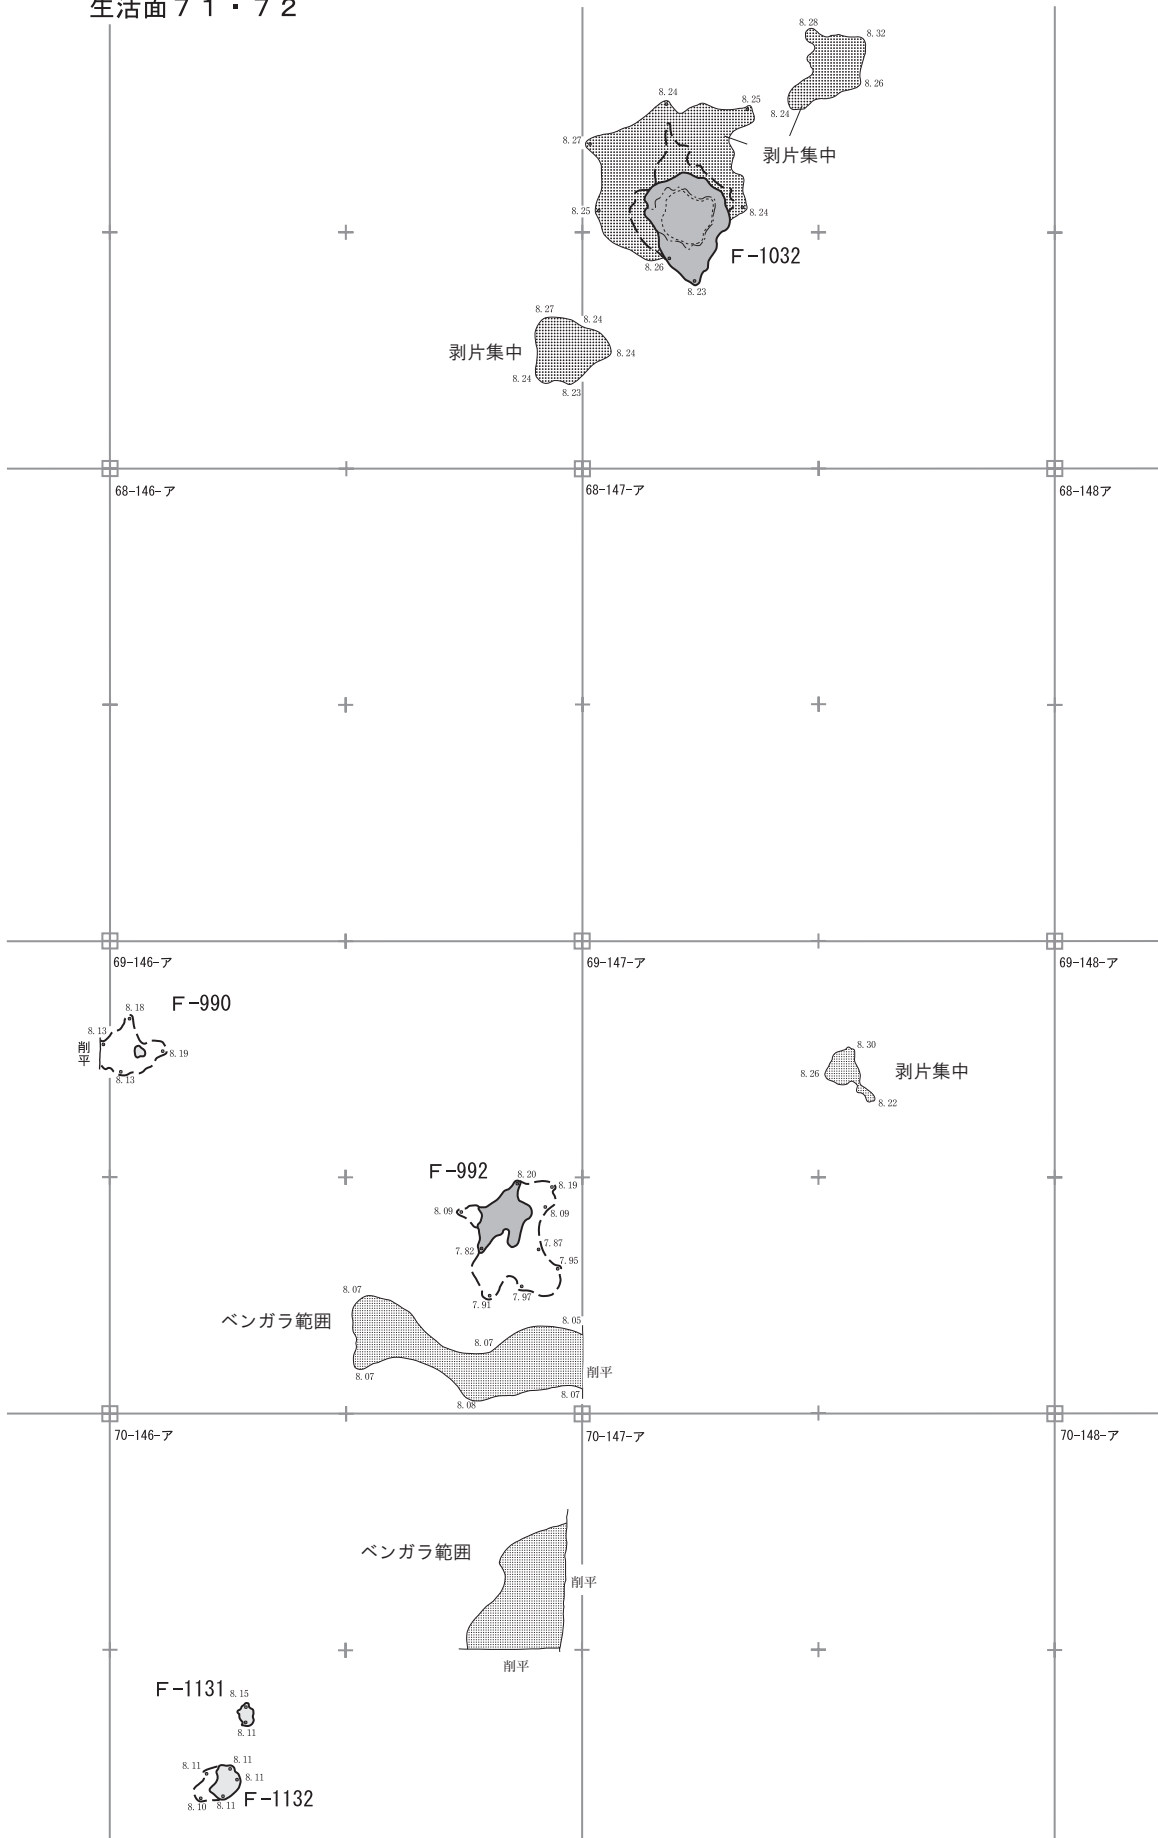 生活面７１・７２
8.28
8.32
8.26
8.24
8.24
8.25
8.27
剥片集中
8.25
8.24
F-1032
8.26
8.23
8.27
8.24
剥片集中
8.24
8.24
8.23
68-146-ア
68-147-ア
68-148ア
69-146-ア
69-147-ア
69-148-ア
F-990
8.18
8.13
削平
8.19
8.13
8.30
8.26
剥片集中
8.22
F-992
8.20
8.19
8.09
8.09
7.82
7.87
7.95
7.91
7.97
8.07
ベンガラ範囲
8.05
8.07
8.07
削平
8.07
8.08
70-146-ア
70-147-ア
70-148-ア
ベンガラ範囲
削平
削平
F-1131
8.15
8.11
8.11
8.11
8.11
F-1132
8.10
8.11